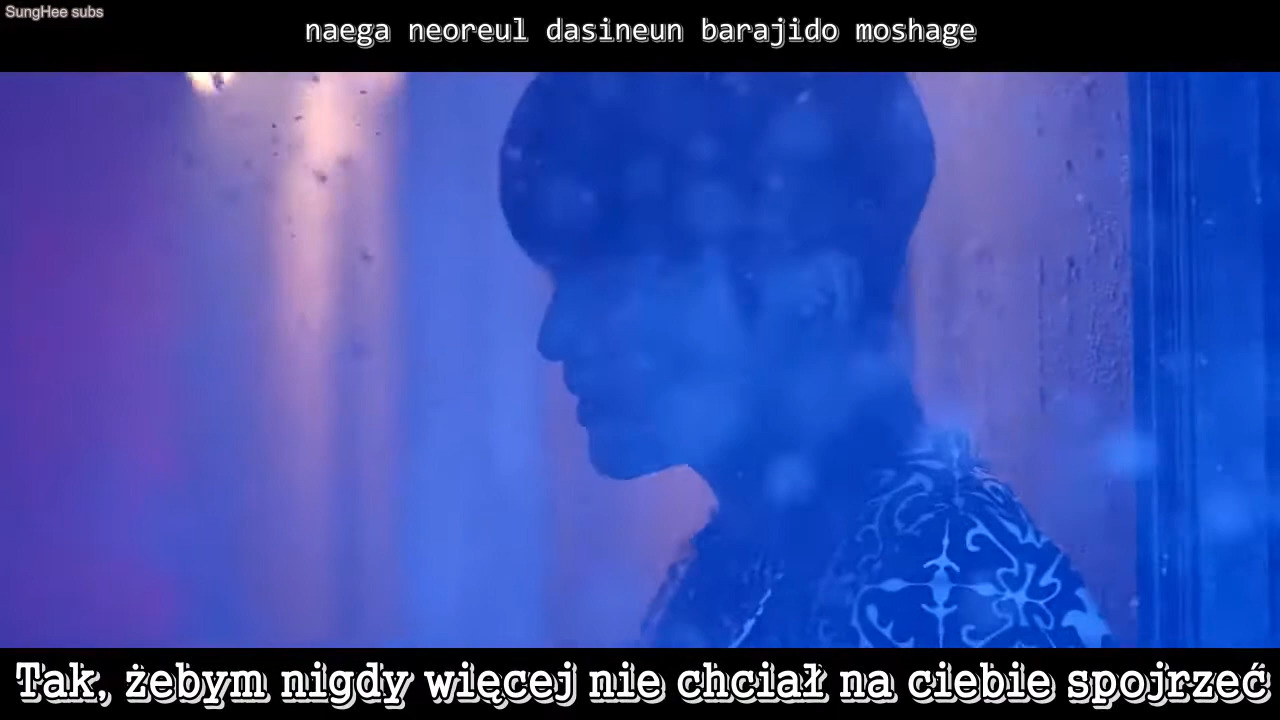 SungHee subs
naega neoreul dasineun barajido moshage
Tak, żebym nigdy więcej nie chciał na ciebie spojrzeć